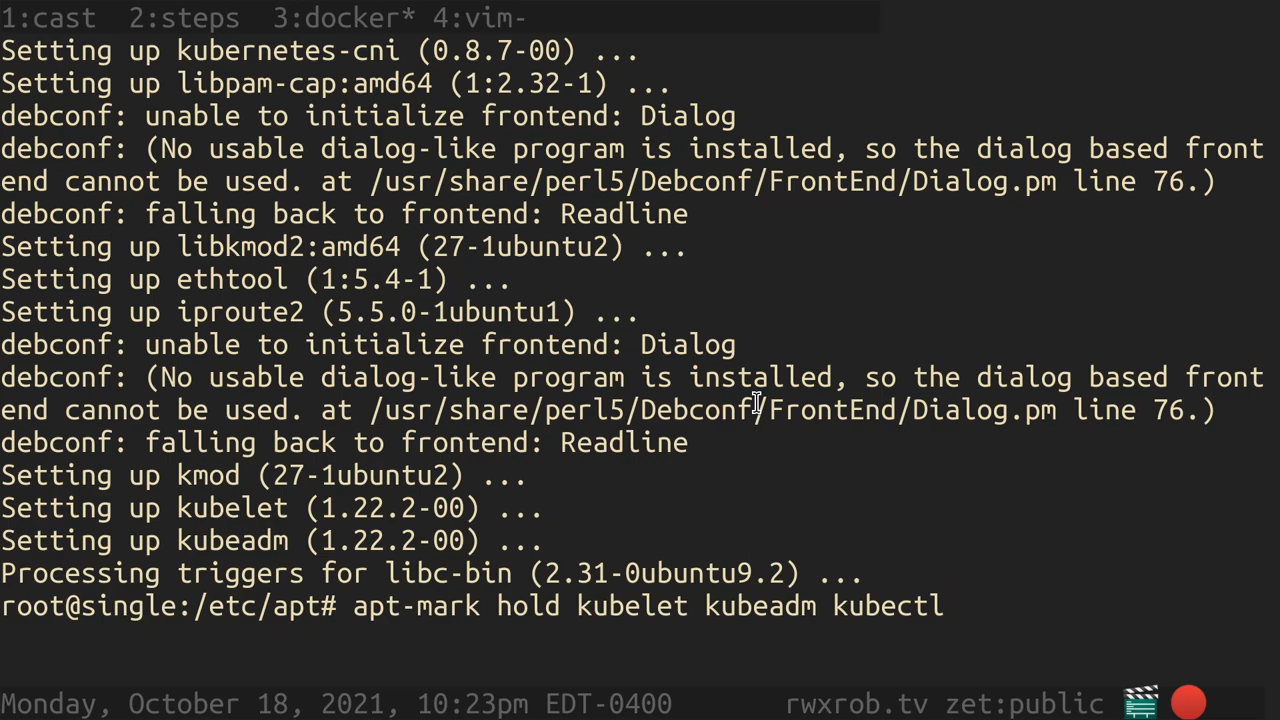 1:cast  2:steps  3:docker* 4:vim-
Setting up kubernetes-cni (0.8.7-00) ...
Setting up libpam-cap:amd64 (1:2.32-1) ...
debconf: unable to initialize frontend: Dialog
debconf: (No usable dialog-like program is installed, so the dialog based front
end cannot be used. at /usr/share/perl5/Debconf/FrontEnd/Dialog.pm line 76.)
debconf: falling back to frontend: Readline
Setting up libkmod2:amd64 (27-1ubuntu2) ...
Setting up ethtool (1:5.4-1) ...
Setting up iproute2 (5.5.0-1ubuntu1) ...
debconf: unable to initialize frontend: Dialog
debconf: (No usable dialog-like program is installed, so the dialog based front
end cannot be used. at /usr/share/perl5/Debconf/FrontEnd/Dialog.pm line 76.)
debconf: falling back to frontend: Readline
Setting up kmod (27-1ubuntu2) ...
Setting up kubelet (1.22.2-00) ...
Setting up kubeadm (1.22.2-00) ...
Processing triggers for libc-bin (2.31-0ubuntu9.2) ...
root@single:/etc/apt# apt-mark hold kubelet kubeadm kubectl
Monday, October 18, 2021, 10:23pm EDT-0400 rwxrob.tv zet:public